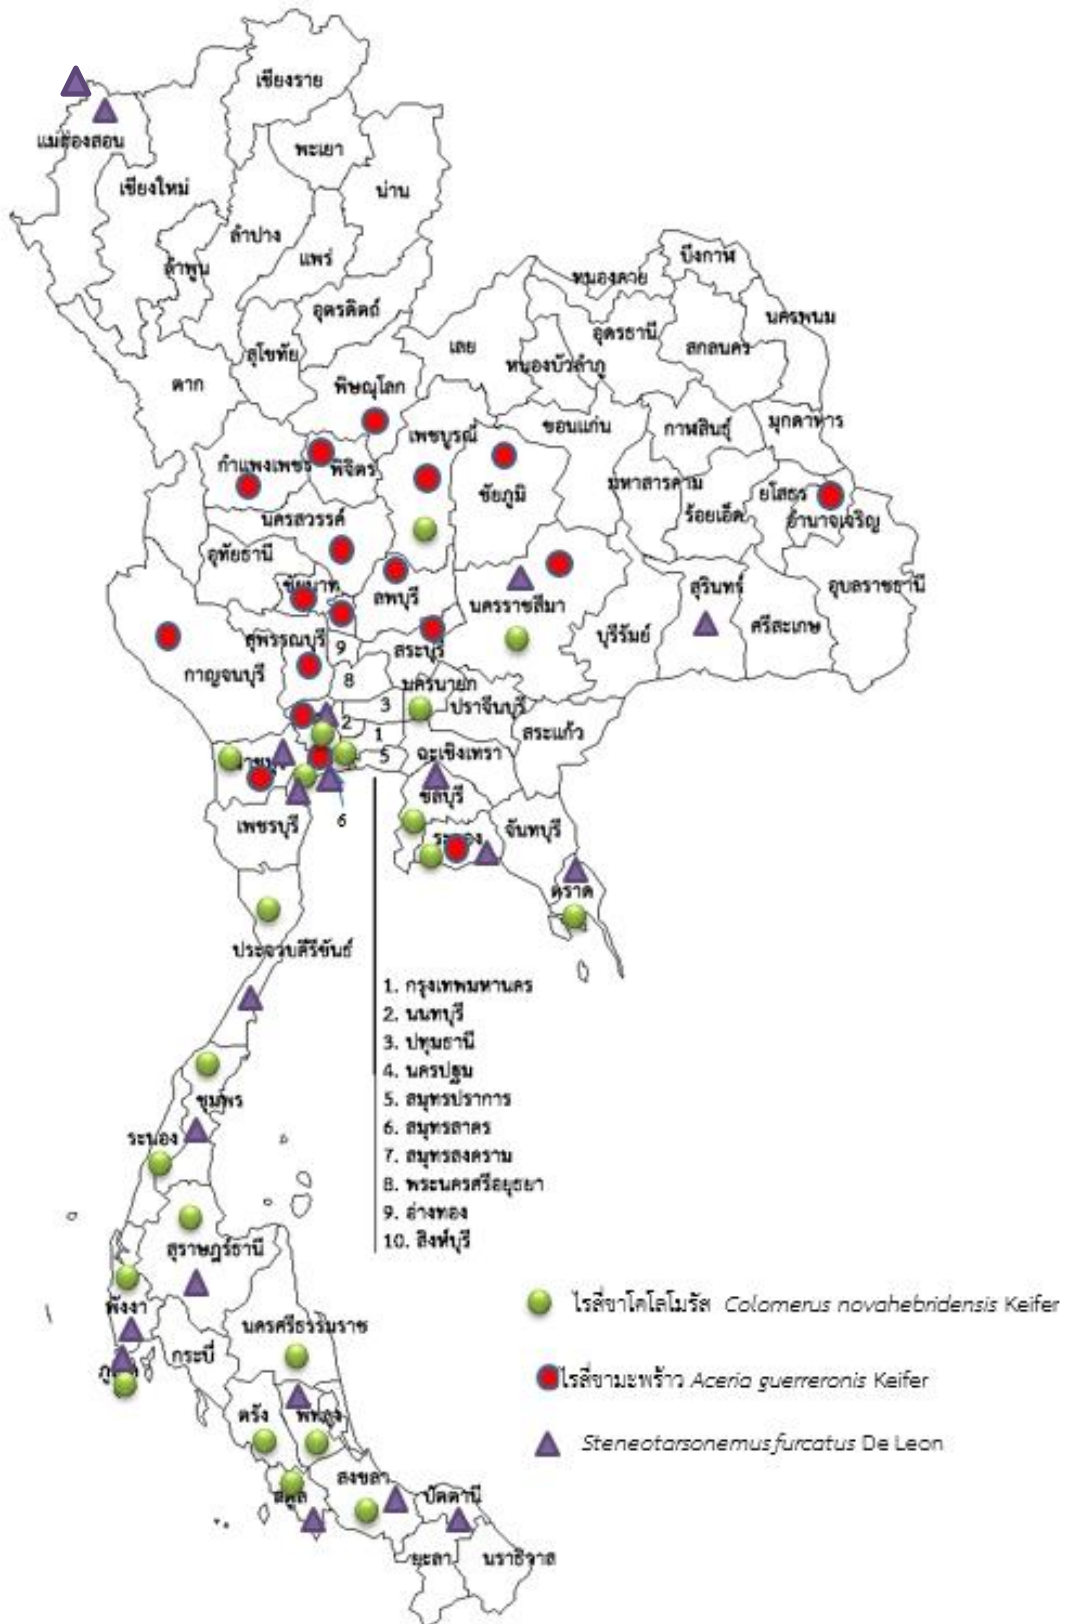 เชียงราย
แม่ฮ่องสอน
พะเยา
เชียงใหม่
น่าน
ลำปาง
แพร่
ลำพูน
บึงกาฬ
หนองคาย
อุตรดิตถ์
นครพนม
อุดรธานี
สกลนคร
เลย
สุโขทัย
หนองบัวลำภู
ตาก
พิษณุโลก
ขอนแก่น
กาฬสินธุ์
มุกดาหาร
เพชบูรณ์
กำแพงเพชร
พิจิตร
มหาสารคาม
ชัยภูมิ
ยโสธร
ร้อยเอ็ด
อำนาจเจริญ
นครสวรรค์
อุทัยธานี
ชัยนาท
ลพบุรี
นครราชสีมา
สุรินทร์
อุบลราชธานี
สุพรรณบุรี
9
สระบุรี
บุรีรัมย์
ศรีสะเกษ
กาญจนบุรี
8
นครนายก
3
ปราจีนบุรี
2
1
สระแก้ว
5
ฉะเชิงเทรา
ชลบุรี
6
เพชรบุรี
จันทบุรี
ตราด
ประจวบคีรีขันธ์
1. กรุงเทพมหานคร
2. นนทบุรี
3. ปทุมธานี
4. นครปฐม
5. สมุทรปราการ
6. สมุทรสาคร
7. สมุทรสงคราม
8. พระนครศรีอยุธยา
9. อ่างทอง
10. สิงห์บุรี
ชุมพร
ระนอง
สุราษฎร์ธานี
พังงา
นครศรีธรรมราช
กระบี่
ตรัง
สงขลา
ปัตตานี
ยะลา
นราธิวาส
ไรสี่ขาโคโลโมรัส Colomerus novahebridensis Keifer
ไรสี่ขามะพร้าว Aceria guerreronis Keifer
Steneotarsonemus furcatus De Leon